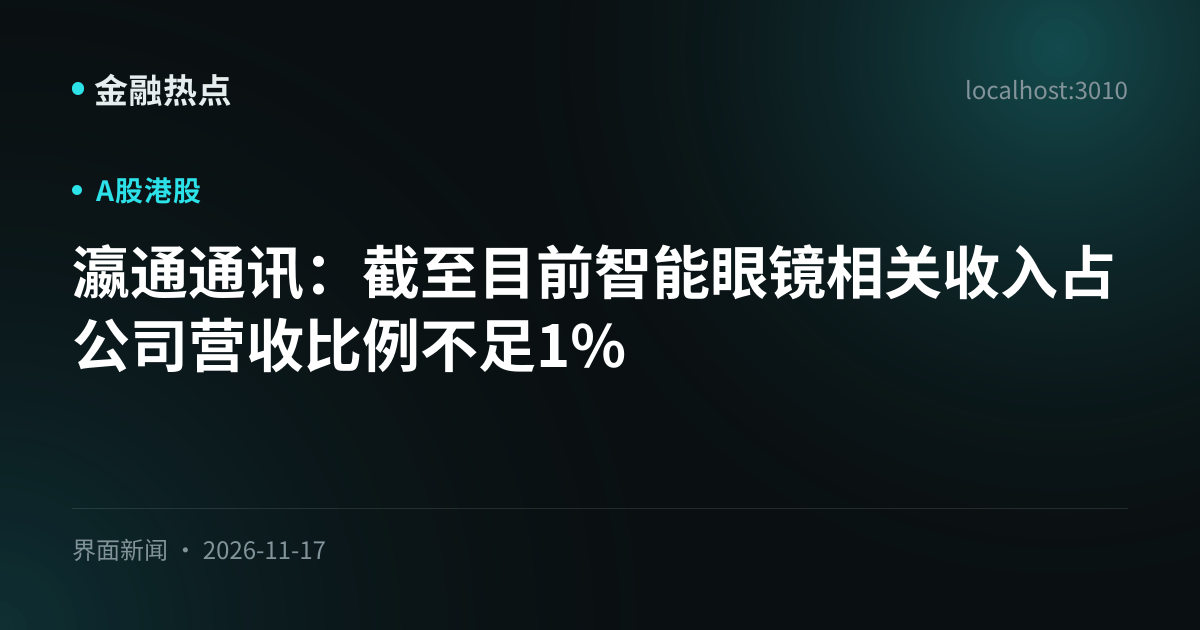 金融热点
localhost:3010
A股港股
瀛通通讯：截至目前智能眼镜相关收入占
公司营收比例不足1%
界面新闻 · 2026-11-17